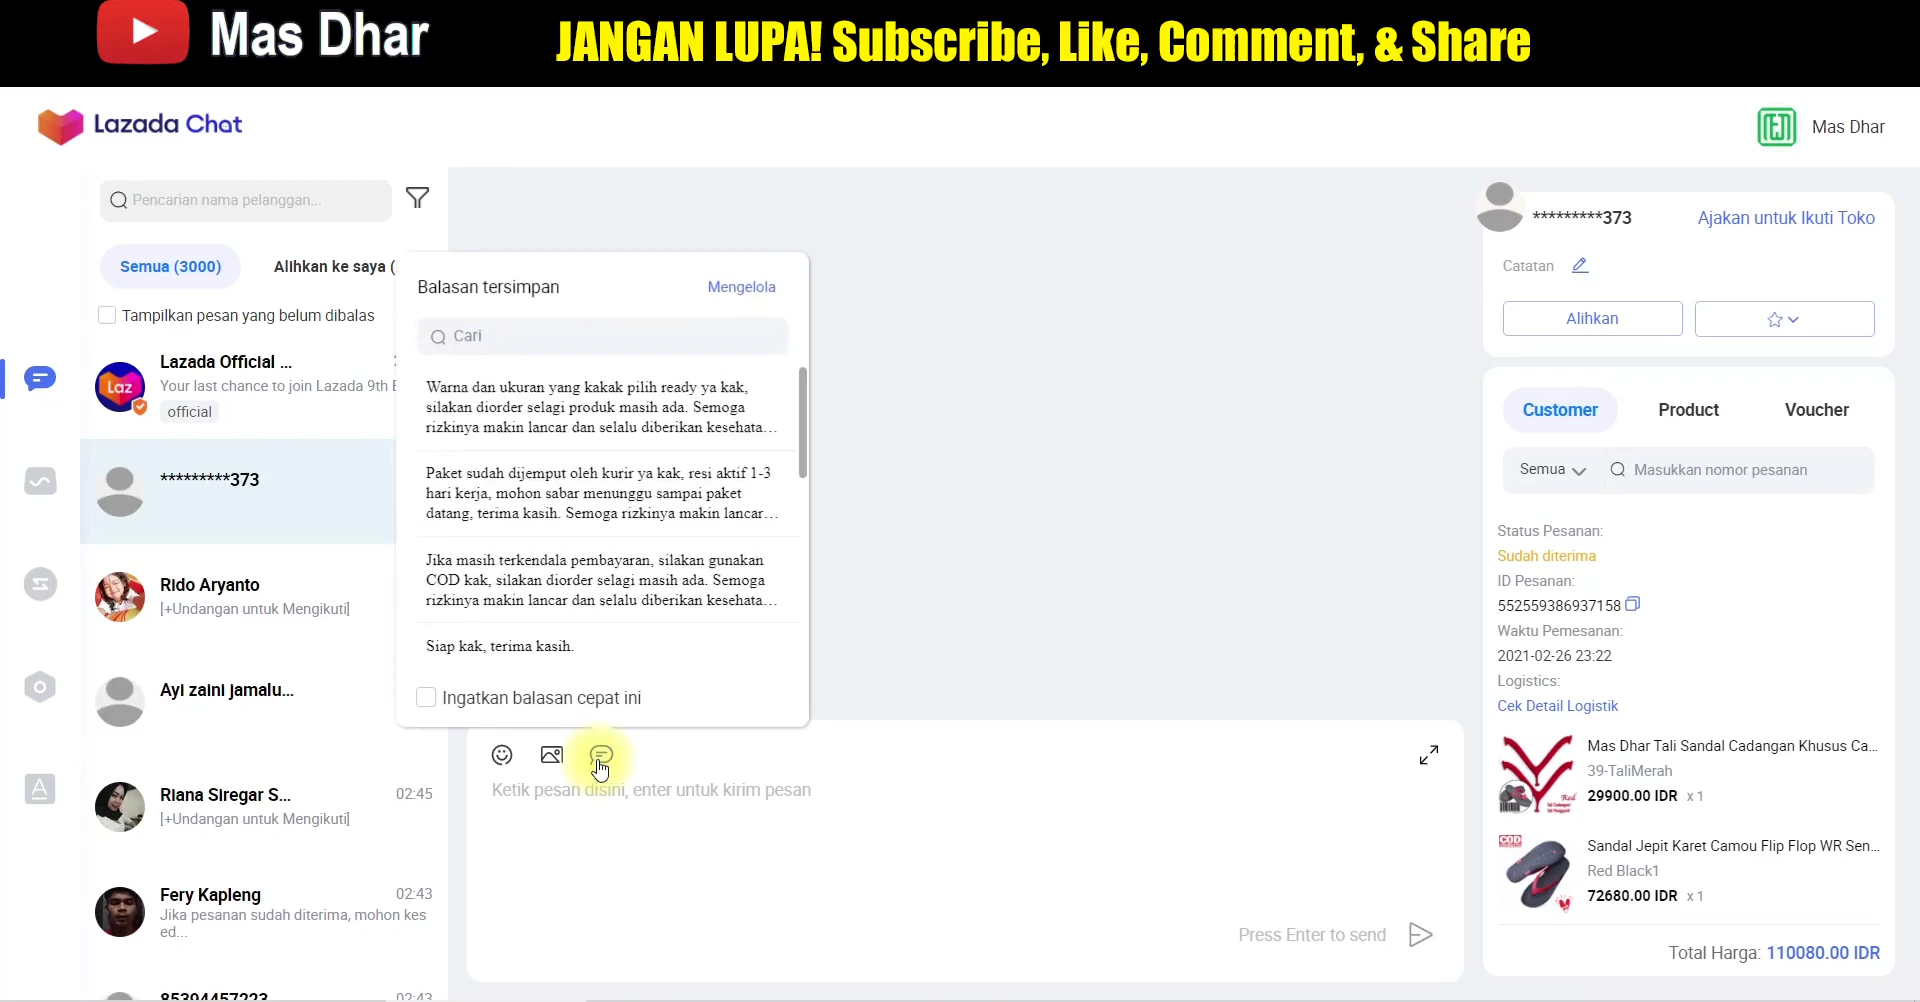 Mas Dhar
JANGAN LUPA! Subscribe, Like, Comment, & Share
Lazada Chat
Mas Dhar
Pencarian nama pelanggan...
Semua (3000)
Alihkan ke saya (
Tampilkan pesan yang belum dibalas
Lazada Official ...
Your last chance to join Lazada 9th
official
*********373
Rido Aryanto
[+Undangan untuk Mengikuti]
Ayi zaini jamalu...
Riana Siregar S...
02:45
[+Undangan untuk Mengikuti]
Fery Kapleng
02:43
Jika pesanan sudah diterima, mohon kes
ed...
85394457223
02:43
Balasan tersimpan
Mengelola
Cari
Warna dan ukuran yang kakak pilih ready ya kak,
silakan diorder selagi produk masih ada. Semoga
rizkinya makin lancar dan selalu diberikan kesehata...
Paket sudah dijemput oleh kurir ya kak, resi aktif 1-3
hari kerja, mohon sabar menunggu sampai paket
datang, terima kasih. Semoga rizkinya makin lancar...
Jika masih terkendala pembayaran, silakan gunakan
COD kak, silakan diorder selagi masih ada. Semoga
rizkinya makin lancar dan selalu diberikan kesehata...
Siap kak, terima kasih.
Ingatkan balasan cepat ini
Ketik pesan disini, enter untuk kirim pesan
Press Enter to send
*********373
Ajakan untuk Ikuti Toko
Catatan
Alihkan
Customer
Product
Voucher
Semua
Masukkan nomor pesanan
Status Pesanan:
Sudah diterima
ID Pesanan:
552559386937158
Waktu Pemesanan:
2021-02-26 23:22
Logistics:
Cek Detail Logistik
Mas Dhar Tali Sandal Cadangan Khusus Ca...
39-TaliMerah
29900.00 IDR x 1
Sandal Jepit Karet Camou Flip Flop WR Sen...
Red Black1
72680.00 IDR x 1
Total Harga: 110080.00 IDR
Laz
A
Red
COD